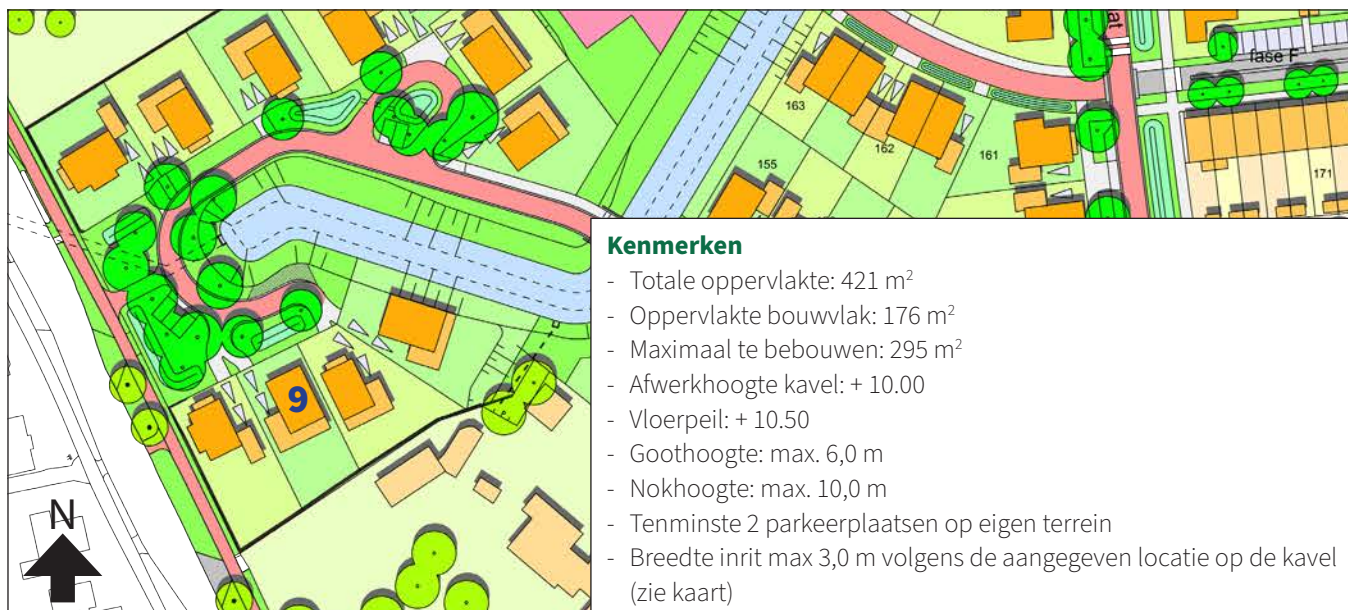 at
fase F
163
162
161
155
171
9
N
Kenmerken
- Totale oppervlakte: 421 m²
- Oppervlakte bouwvlak: 176 m²
- Maximaal te bebouwen: 295 m²
- Afwerkhoogte kavel: + 10.00
- Vloerpeil: + 10.50
- Goothoogte: max. 6,0 m
- Nokhoogte: max. 10,0 m
- Tenminste 2 parkeerplaatsen op eigen terrein
- Breedte inrit max 3,0 m volgens de aangegeven locatie op de kavel
(zie kaart)